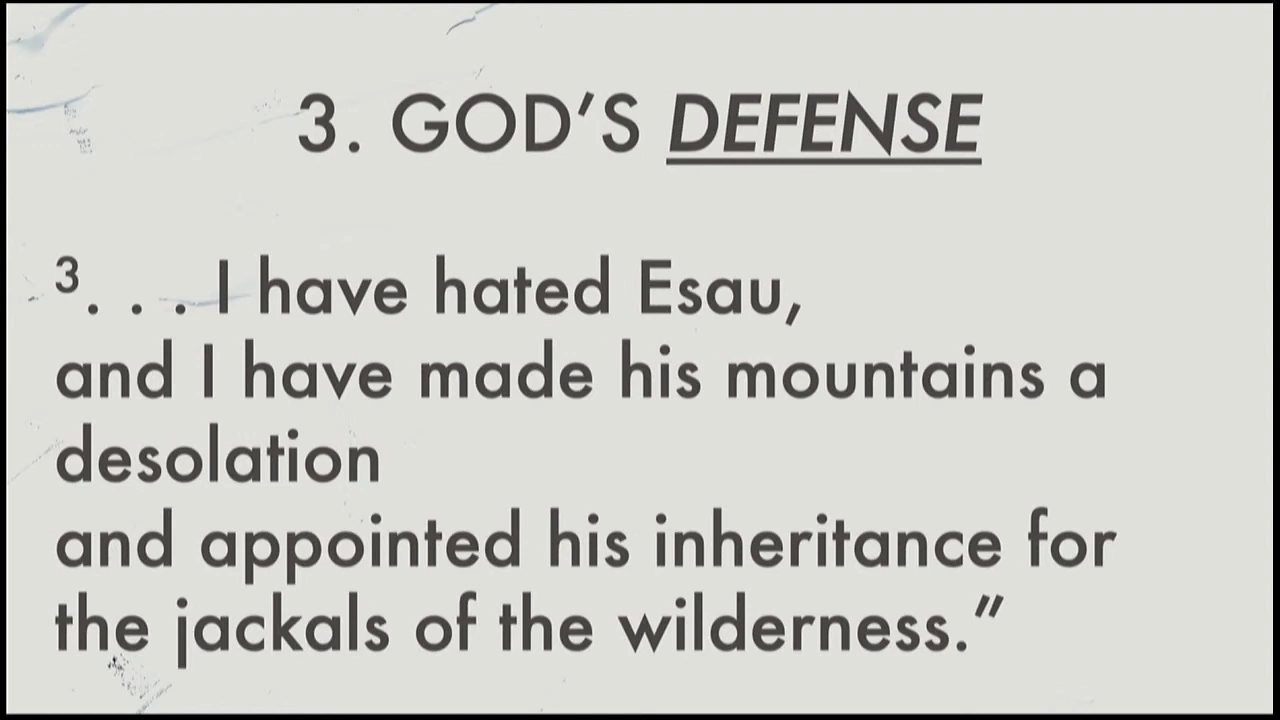 3. GOD’S DEFENSE
3. . . I have hated Esau,
and I have made his mountains a
desolation
and appointed his inheritance for
the jackals of the wilderness.”